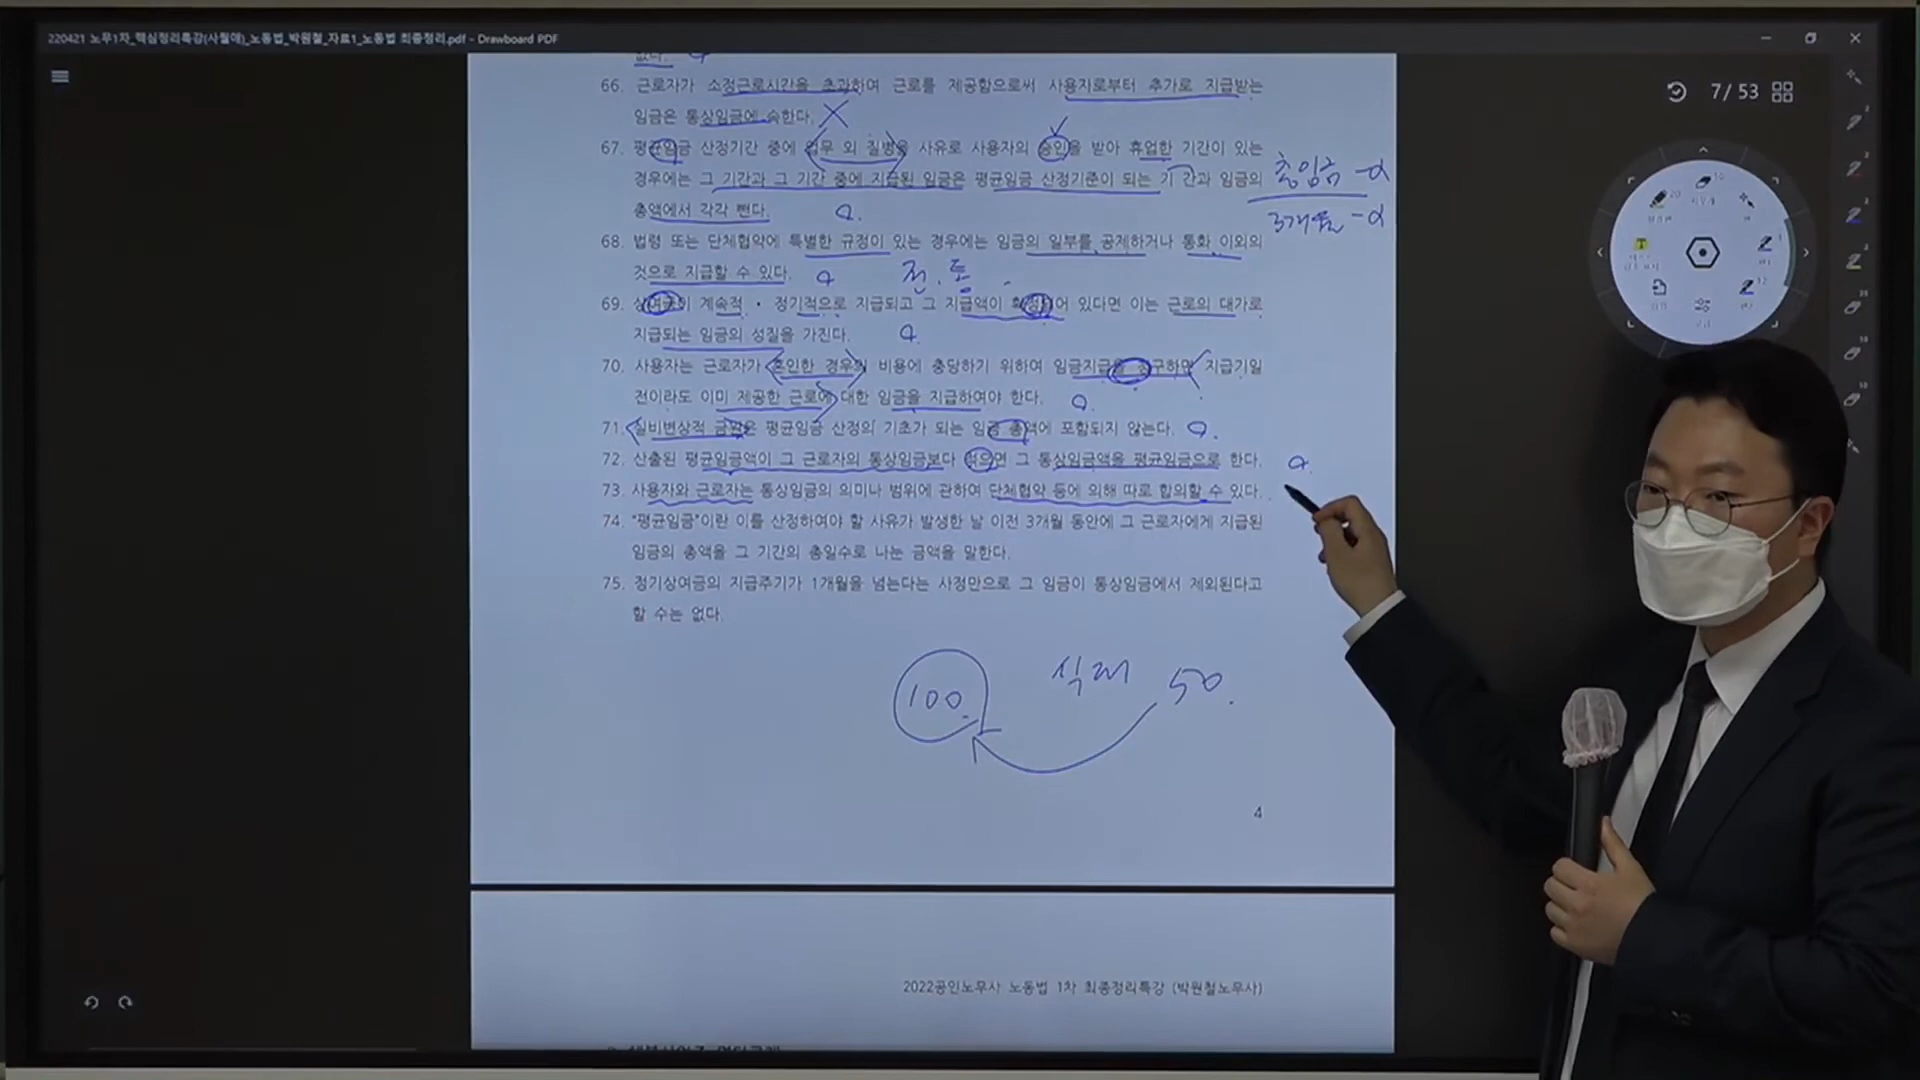 220421 노무1차_핵심정리특강(사월애)_노동법_박원철_자료1_노동법 최종정리.pdf - Drawboard PDF
7 / 53
없다.
66. 근로자가 소정근로시간을 초과하여 근로를 제공함으로써 사용자로부터 추가로 지급받는
임금은 통상임금에 속한다.
67. 평균임금 산정기간 중에 업무 외 질병을 사유로 사용자의 승인을 받아 휴업한 기간이 있는
경우에는 그 기간과 그 기간 중에 지급된 임금은 평균임금 산정기준이 되는 기 간과 임금의
총액에서 각각 뺀다.
총임금 -α
3개월 -α
68. 법령 또는 단체협약에 특별한 규정이 있는 경우에는 임금의 일부를 공제하거나 통화 이외의
것으로 지급할 수 있다.
전. 통
69. 상여금이 계속적 · 정기적으로 지급되고 그 지급액이 확정되어 있다면 이는 근로의 대가로
지급되는 임금의 성질을 가진다.
70. 사용자는 근로자가 혼인한 경우의 비용에 충당하기 위하여 임금지급을 청구하면 지급기일
전이라도 이미 제공한 근로에 대한 임금을 지급하여야 한다.
71. 실비변상적 금액은 평균임금 산정의 기초가 되는 임금 총액에 포함되지 않는다.
72. 산출된 평균임금액이 그 근로자의 통상임금보다 적으면 그 통상임금액을 평균임금으로 한다.
73. 사용자와 근로자는 통상임금의 의미나 범위에 관하여 단체협약 등에 의해 따로 합의할 수 있다.
74. "평균임금"이란 이를 산정하여야 할 사유가 발생한 날 이전 3개월 동안에 그 근로자에게 지급된
임금의 총액을 그 기간의 총일수로 나눈 금액을 말한다.
75. 정기상여금의 지급주기가 1개월을 넘는다는 사정만으로 그 임금이 통상임금에서 제외된다고
할 수는 없다.
100. 식대 50.
4
2022공인노무사 노동법 1차 최종정리특강 (박원철노무사)